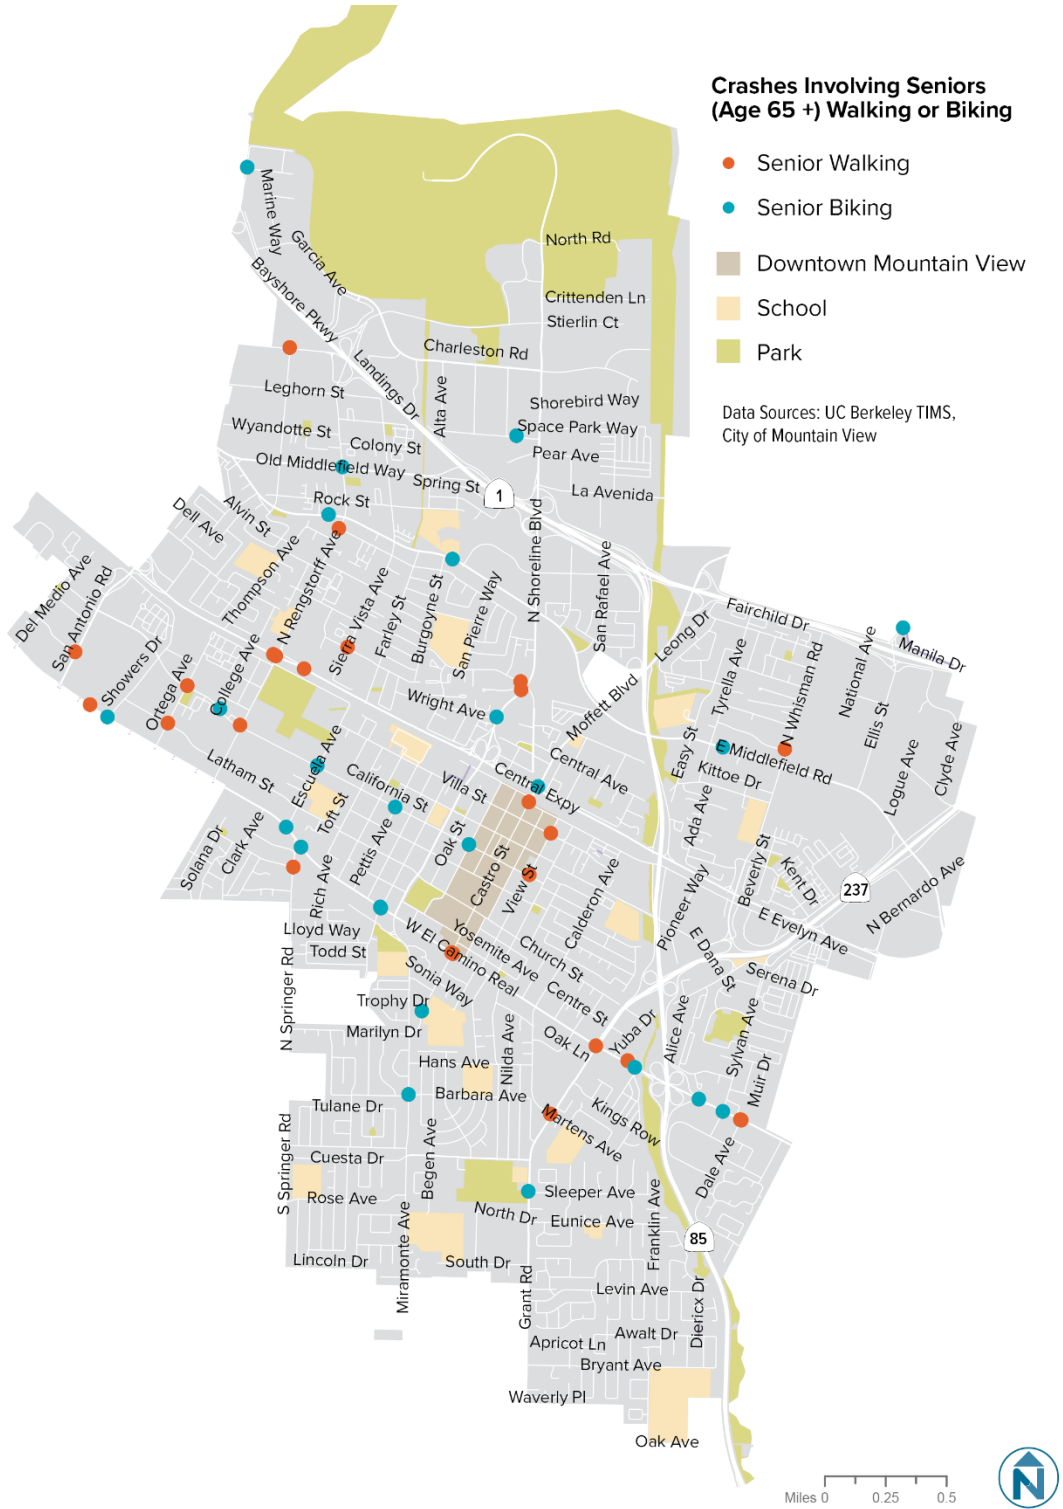 Crashes Involving Seniors
(Age 65 +) Walking or Biking
Senior Walking
Senior Biking
Downtown Mountain View
School
Park
Data Sources: UC Berkeley TIMS,
City of Mountain View
Marine Way
Garcia Ave
Bayshore Pkwy
North Rd
Crittenden Ln
Stierlin Ct
Charleston Rd
Landings Dr
Leghorn St
Alta Ave
Shorebird Way
Wyandotte St
Colony St
Space Park Way
Pear Ave
Old Middlefield Way
Spring St
La Avenida
1
Rock St
Alvin St
Dell Ave
Thompson Ave
N Rengstorff Ave
Sierra Vista Ave
Farley St
Burgoyne St
San Pierre Way
N Shoreline Blvd
San Rafael Ave
Fairchild Dr
Leong Dr
Manila Dr
Del Medio Ave
San Antonio Rd
Showers Dr
Ortega Ave
College Ave
Wright Ave
Moffett Blvd
Tyrella Ave
N Whisman Rd
National Ave
Ellis St
Logue Ave
Clyde Ave
Easy St
E Middlefield Rd
Kittoe Dr
Latham St
Escuela Ave
California St
Villa St
Central Expy
Central Ave
Ada Ave
Toft St
Pettis Ave
Oak St
Castro St
View St
Calderon Ave
Pioneer Way
Beverly St
Kent Dr
237
N Bernardo Ave
Solana Dr
Clark Ave
Rich Ave
E Evelyn Ave
Lloyd Way
Todd St
W El Camino Real
Yosemite Ave
Church St
E Dana St
Serena Dr
N Springer Rd
Sonia Way
Centre St
Trophy Dr
Marilyn Dr
Oak Ln
Yuba Dr
Alice Ave
Sylvan Ave
Muir Dr
Hans Ave
Nilda Ave
Barbara Ave
Tulane Dr
Kings Row
Martens Ave
Dale Ave
Cuesta Dr
S Springer Rd
Begen Ave
Rose Ave
Sleeper Ave
North Dr
Eunice Ave
Franklin Ave
Miramonte Ave
85
Lincoln Dr
South Dr
Grant Rd
Levin Ave
Diericx Dr
Awalt Dr
Apricot Ln
Bryant Ave
Waverly Pl
Oak Ave
N
Miles 0 0.25 0.5